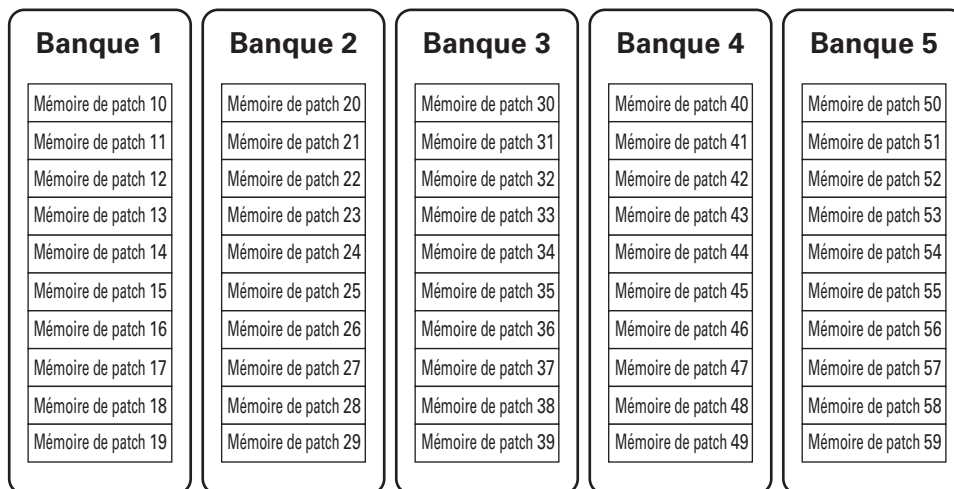 Banque 1
Mémoire de patch 10
Mémoire de patch 11
Mémoire de patch 12
Mémoire de patch 13
Mémoire de patch 14
Mémoire de patch 15
Mémoire de patch 16
Mémoire de patch 17
Mémoire de patch 18
Mémoire de patch 19
Banque 2
Mémoire de patch 20
Mémoire de patch 21
Mémoire de patch 22
Mémoire de patch 23
Mémoire de patch 24
Mémoire de patch 25
Mémoire de patch 26
Mémoire de patch 27
Mémoire de patch 28
Mémoire de patch 29
Banque 3
Mémoire de patch 30
Mémoire de patch 31
Mémoire de patch 32
Mémoire de patch 33
Mémoire de patch 34
Mémoire de patch 35
Mémoire de patch 36
Mémoire de patch 37
Mémoire de patch 38
Mémoire de patch 39
Banque 4
Mémoire de patch 40
Mémoire de patch 41
Mémoire de patch 42
Mémoire de patch 43
Mémoire de patch 44
Mémoire de patch 45
Mémoire de patch 46
Mémoire de patch 47
Mémoire de patch 48
Mémoire de patch 49
Banque 5
Mémoire de patch 50
Mémoire de patch 51
Mémoire de patch 52
Mémoire de patch 53
Mémoire de patch 54
Mémoire de patch 55
Mémoire de patch 56
Mémoire de patch 57
Mémoire de patch 58
Mémoire de patch 59